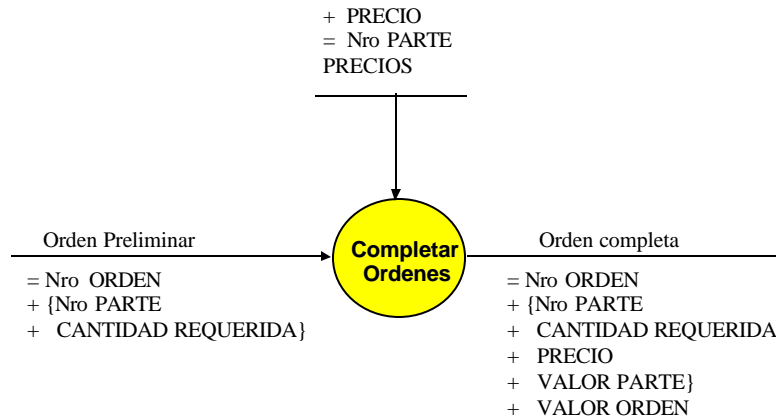 + PRECIO
= Nro PARTE
PRECIOS
Orden Preliminar
= Nro ORDEN
+ {Nro PARTE
+ CANTIDAD REQUERIDA}
Completar
Ordenes
Orden completa
= Nro ORDEN
+ {Nro PARTE
+ CANTIDAD REQUERIDA
+ PRECIO
+ VALOR PARTE}
+ VALOR ORDEN